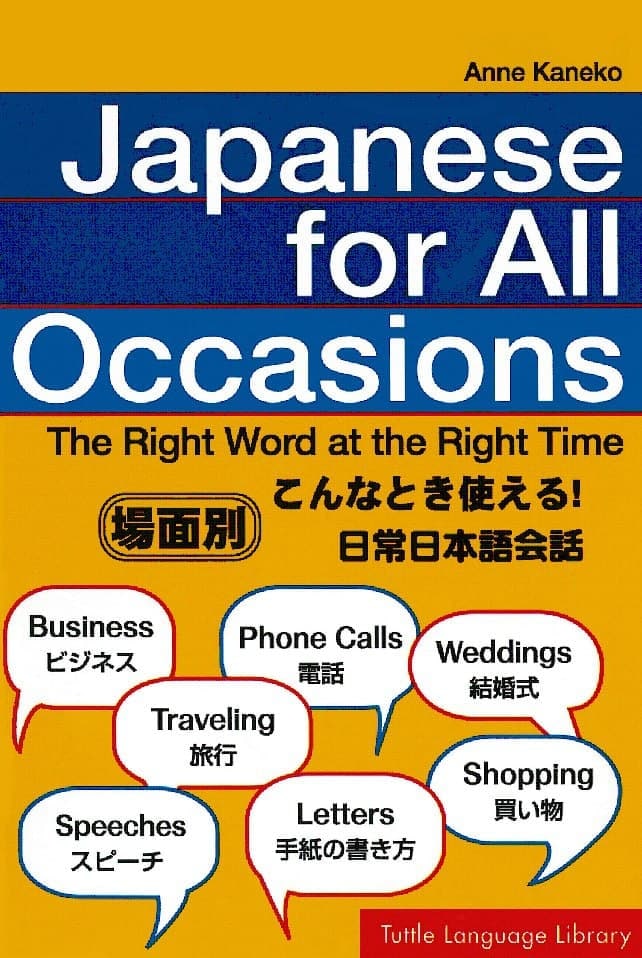 Anne Kaneko
Japanese
for All
Occasions
The Right Word at the Right Time
場面別
こんなとき使える!
日常日本語会話
Business
ビジネス
Phone Calls
電話
Weddings
結婚式
Traveling
旅行
Shopping
買い物
Speeches
スピーチ
Letters
手紙の書き方
Tuttle Language Library